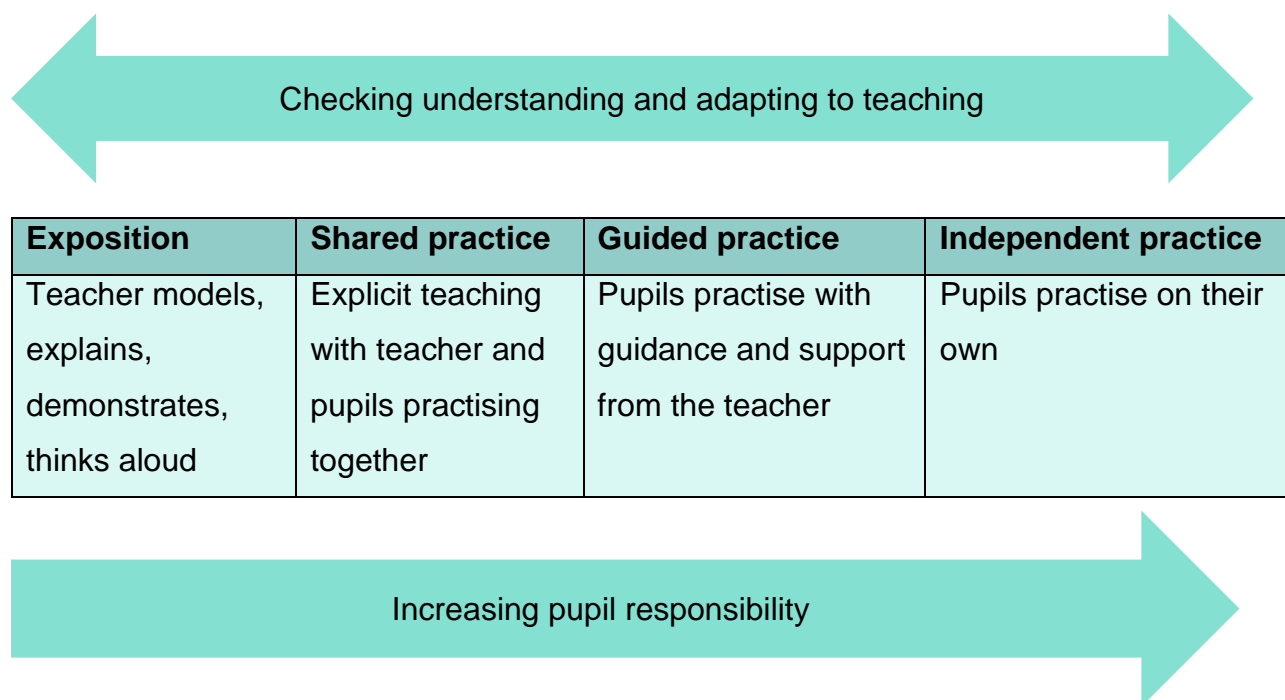 Checking understanding and adapting to teaching
Exposition
Shared practice
Guided practice
Independent practice
Teacher models,
explains,
demonstrates,
thinks aloud
Explicit teaching
with teacher and
pupils practising
together
Pupils practise with
guidance and support
from the teacher
Pupils practise on their
own
Increasing pupil responsibility